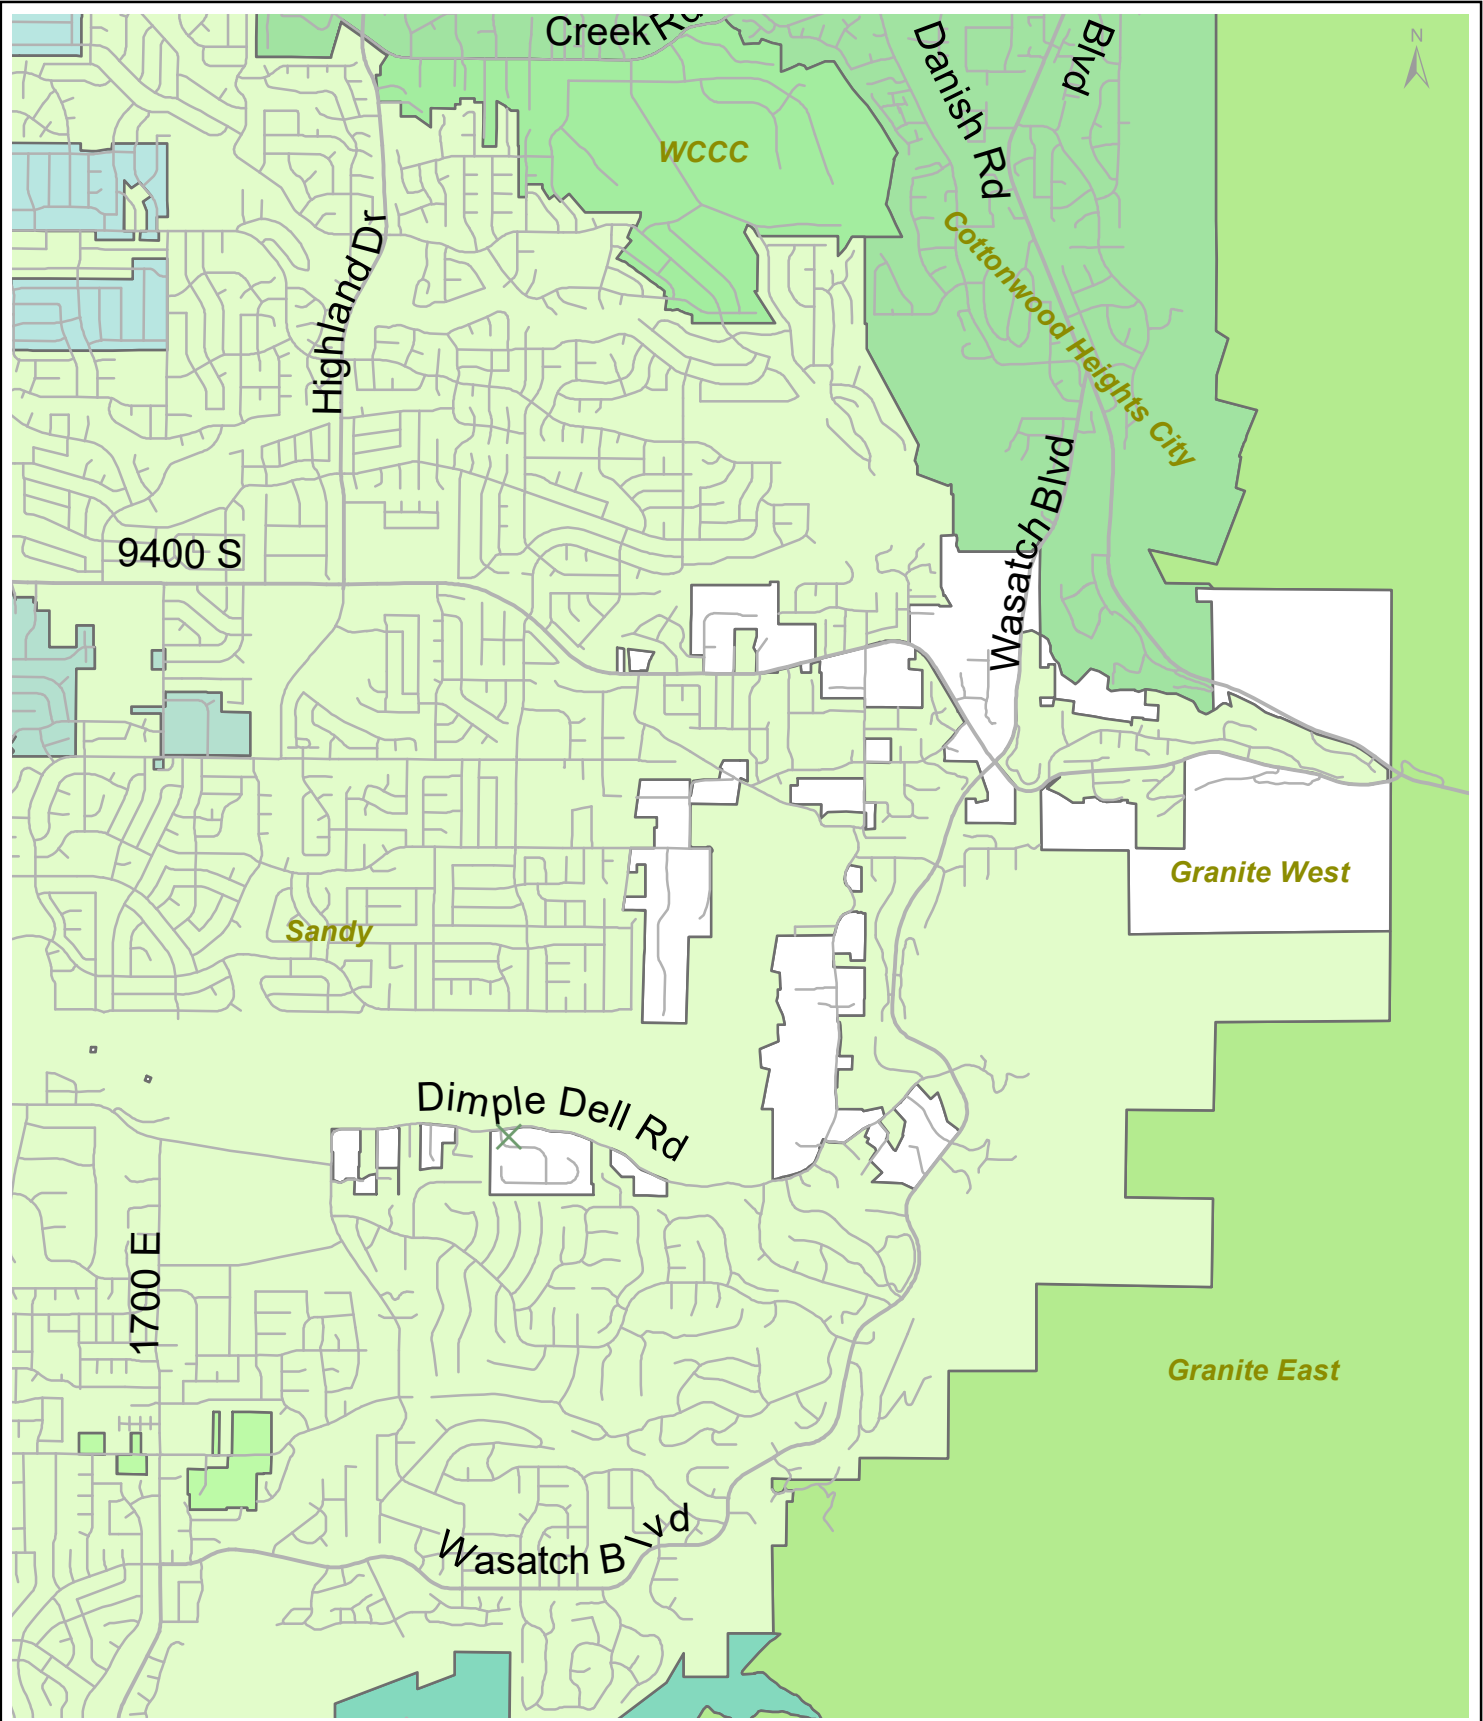 Creek Rd
Danish Rd
Blvd
N
WCCC
Cottonwood Heights City
Highland Dr
Wasatch Blvd
9400 S
Granite West
Sandy
Dimple Dell Rd
1700 E
Granite East
Wasatch Blvd